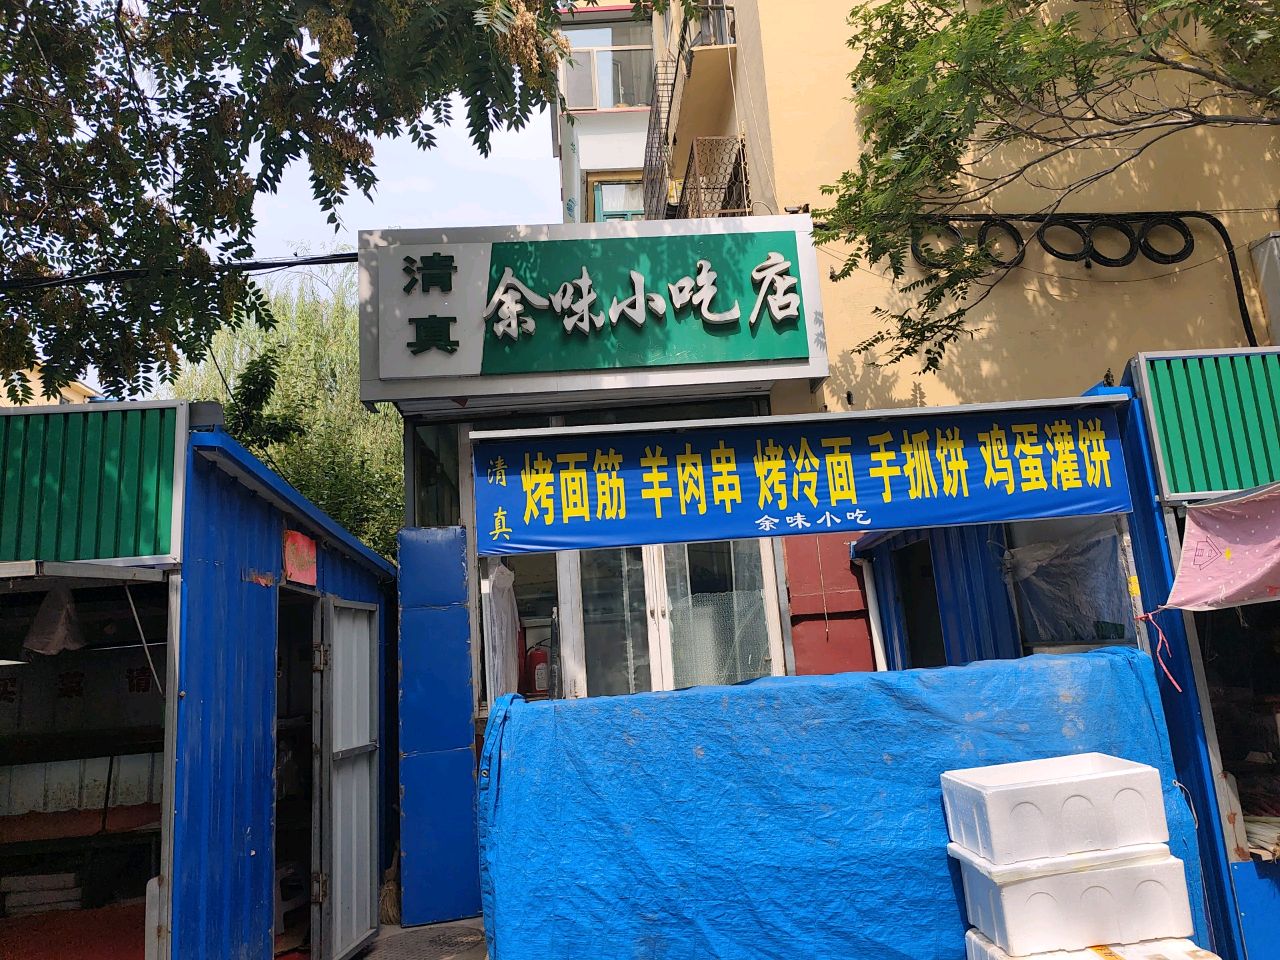 清真
余味小吃店
清真
烤面筋 羊肉串 烤冷面 手抓饼 鸡蛋灌饼
余味小吃